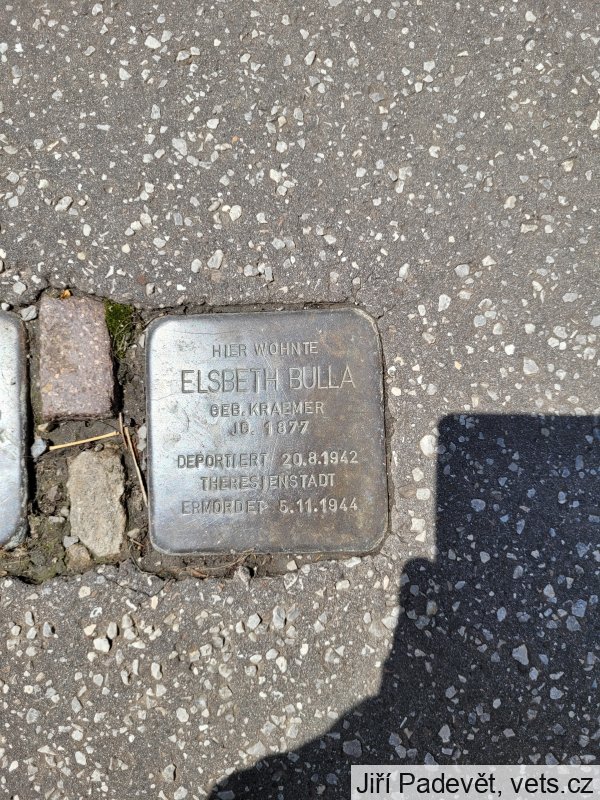 HIER WOHNTE
ELSBETH BULLA
GEB. KRAEMER
JG. 1877
DEPORTIERT 20.8.1942
THERESIENSTADT
ERMORDET 5.11.1944
Jiří Padevět, vets.cz